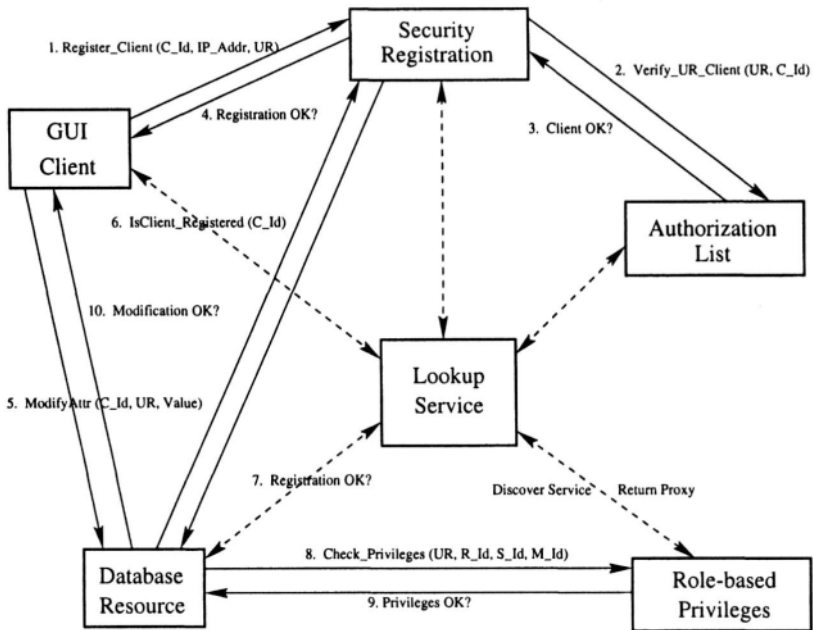 Security
Registration
1. Register_Client (C_Id, IP_Addr, UR)
2. Verify_UR_Client (UR, C_Id)
4. Registration OK?
3. Client OK?
GUI
Client
6. IsClient_Registered (C_Id)
Authorization
List
10. Modification OK?
Lookup
Service
5. ModifyAttr (C_Id, UR, Value)
7. Registration OK?
Discover Service
Return Proxy
8. Check_Privileges (UR, R_Id, S_Id, M_Id)
Database
Resource
9. Privileges OK?
Role-based
Privileges